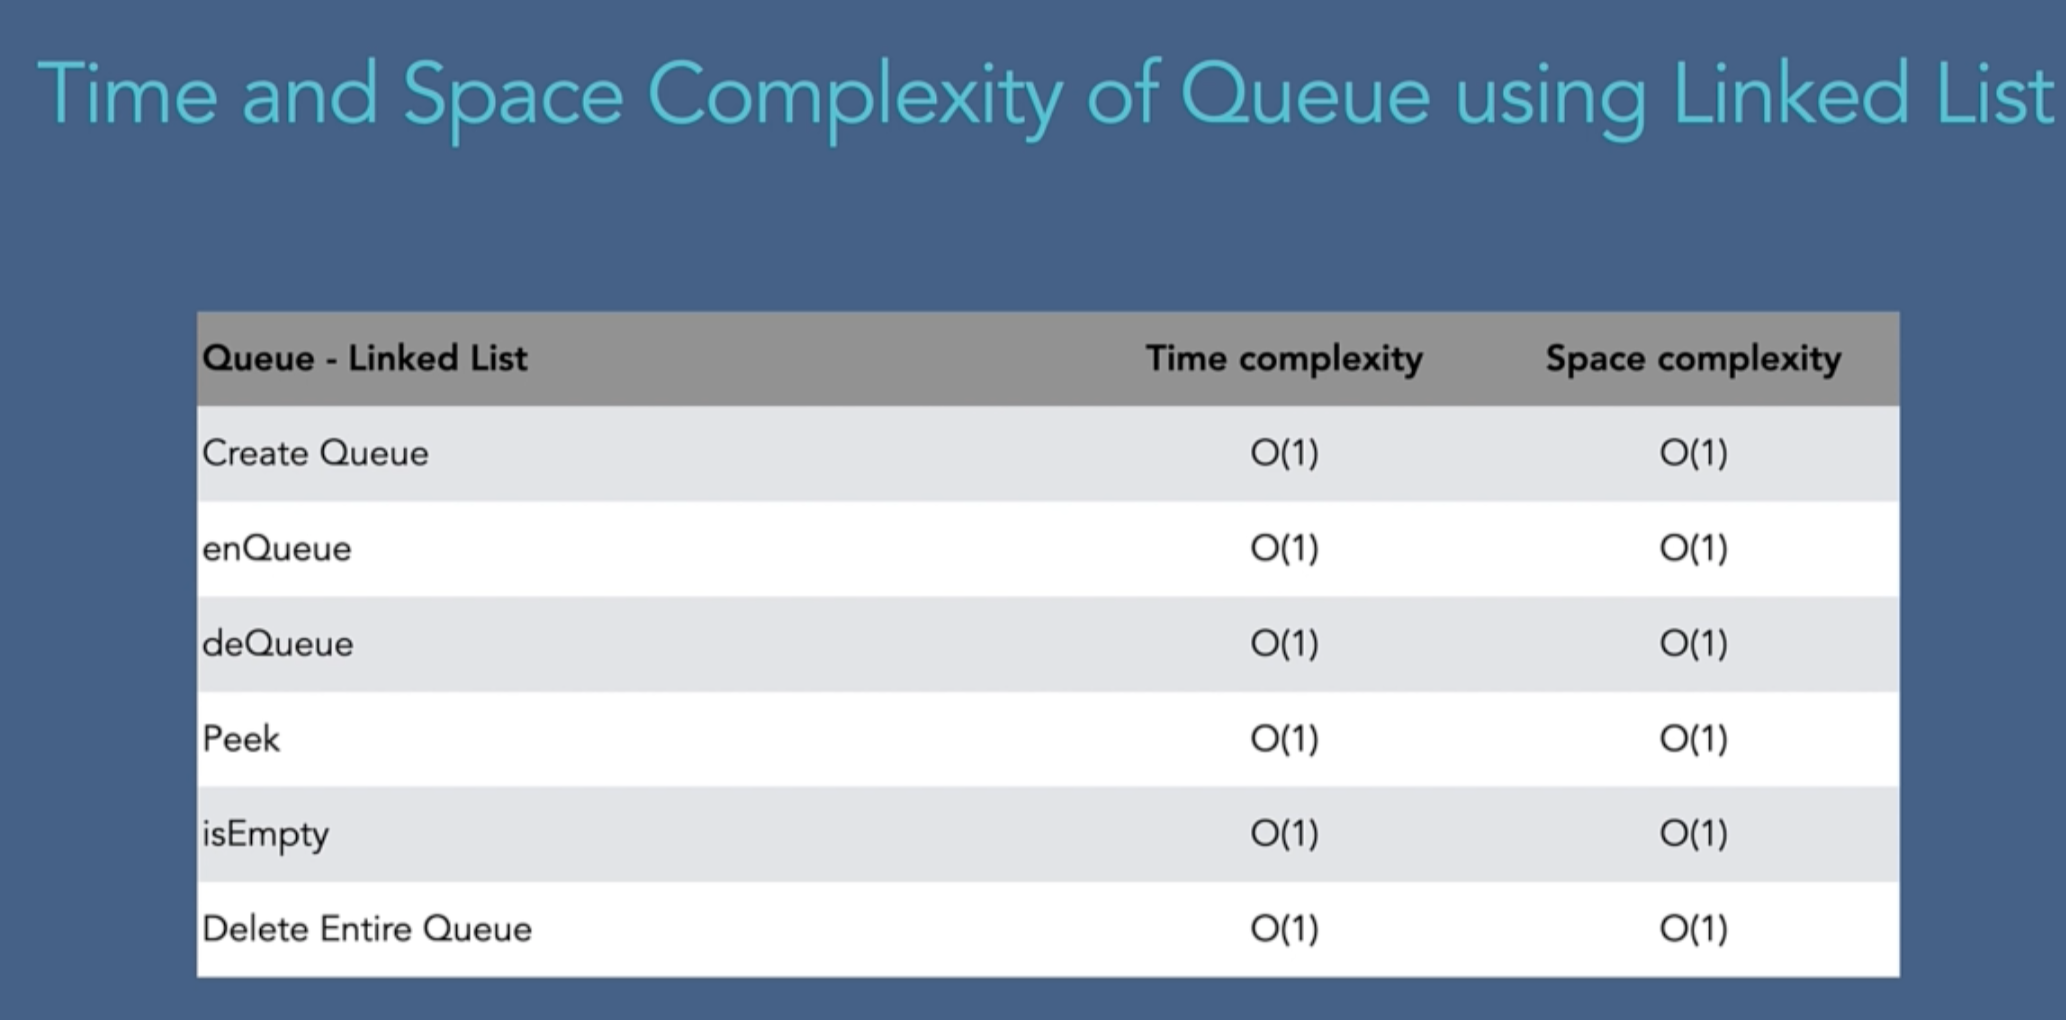 Time and Space Complexity of Queue using Linked List
Queue - Linked List Time complexity Space complexity
Create Queue O(1) O(1)
enQueue O(1) O(1)
deQueue O(1) O(1)
Peek O(1) O(1)
isEmpty O(1) O(1)
Delete Entire Queue O(1) O(1)